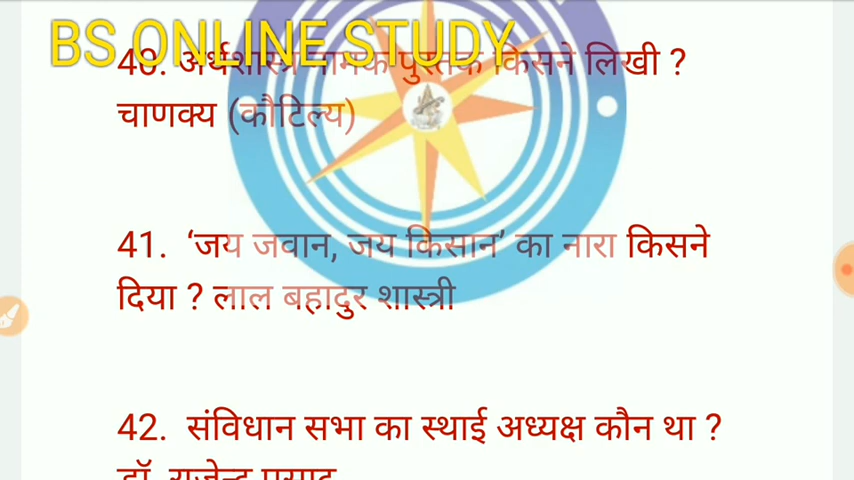 BS ONLINE STUDY
40. अर्थशास्त्र नामक पुस्तक किसने लिखी ?
चाणक्य (कौटिल्य)
41. ‘जय जवान, जय किसान’ का नारा किसने
दिया ? लाल बहादुर शास्त्री
42. संविधान सभा का स्थाई अध्यक्ष कौन था ?
डॉ. राजेन्द्र प्रसाद